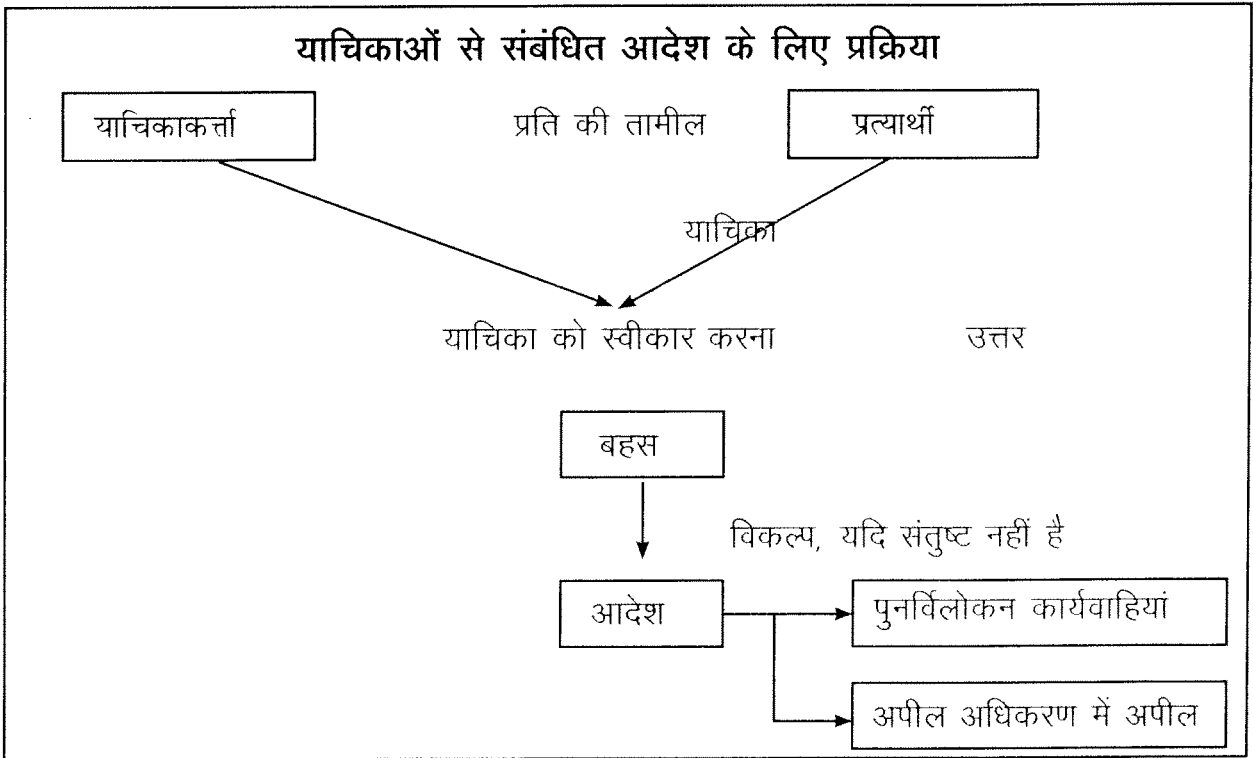 याचिकाओं से संबंधित आदेश के लिए प्रक्रिया
याचिकाकर्त्ता प्रति की तामील प्रत्यार्थी
याचिका
याचिका को स्वीकार करना उत्तर
बहस
विकल्प, यदि संतुष्ट नहीं है
आदेश पुनर्विलोकन कार्यवाहियां
अपील अधिकरण में अपील